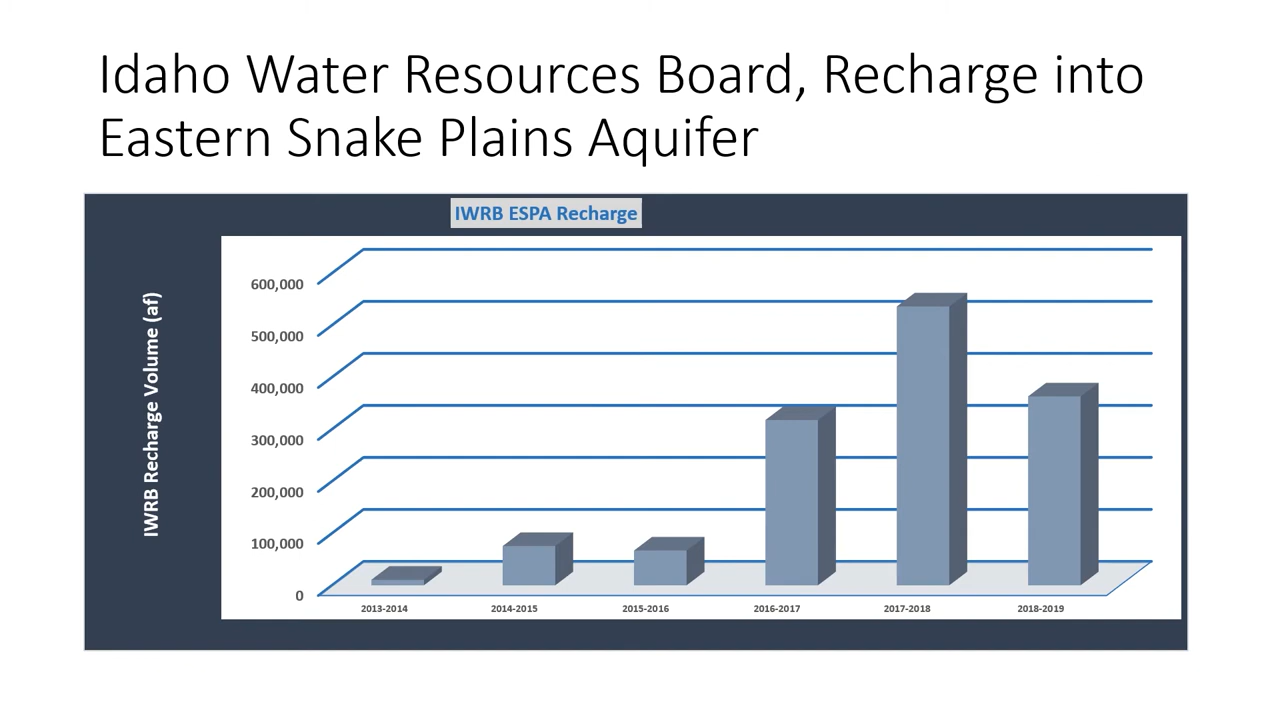 Idaho Water Resources Board, Recharge into
Eastern Snake Plains Aquifer
IWRB ESPA Recharge
IWRB Recharge Volume (af)
600,000
500,000
400,000
300,000
200,000
100,000
0
2013-2014 2014-2015 2015-2016 2016-2017 2017-2018 2018-2019